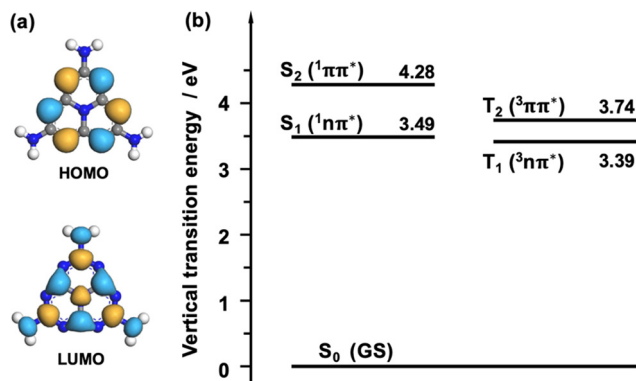 (a)
HOMO
LUMO
(b)
Vertical transition energy / eV
4
3
2
1
0
S₂ (¹ππ*) 4.28
S₁ (¹nπ*) 3.49
T₂ (³ππ*) 3.74
T₁ (³nπ*) 3.39
S₀ (GS)